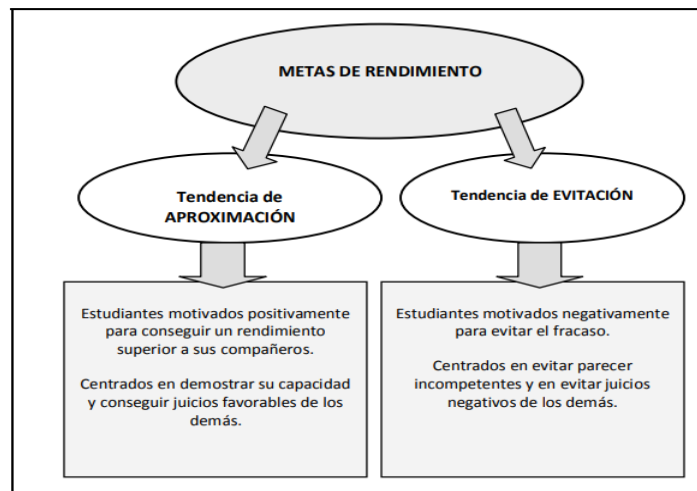 METAS DE RENDIMIENTO
Tendencia de
APROXIMACIÓN
Tendencia de EVITACIÓN
Estudiantes motivados positivamente
para conseguir un rendimiento
superior a sus compañeros.
Centrados en demostrar su capacidad
y conseguir juicios favorables de los
demás.
Estudiantes motivados negativamente
para evitar el fracaso.
Centrados en evitar parecer
incompetentes y en evitar juicios
negativos de los demás.